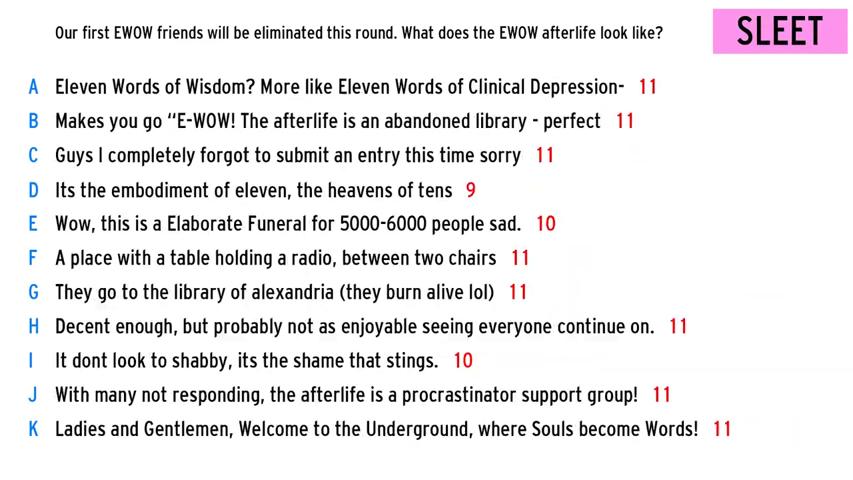 Our first EWOW friends will be eliminated this round. What does the EWOW afterlife look like?
SLEET
A Eleven Words of Wisdom? More like Eleven Words of Clinical Depression- 11
B Makes you go “E-WOW! The afterlife is an abandoned library - perfect 11
C Guys I completely forgot to submit an entry this time sorry 11
D Its the embodiment of eleven, the heavens of tens 9
E Wow, this is a Elaborate Funeral for 5000-6000 people sad. 10
F A place with a table holding a radio, between two chairs 11
G They go to the library of alexandria (they burn alive lol) 11
H Decent enough, but probably not as enjoyable seeing everyone continue on. 11
I It dont look to shabby, its the shame that stings. 10
J With many not responding, the afterlife is a procrastinator support group! 11
K Ladies and Gentlemen, Welcome to the Underground, where Souls become Words! 11